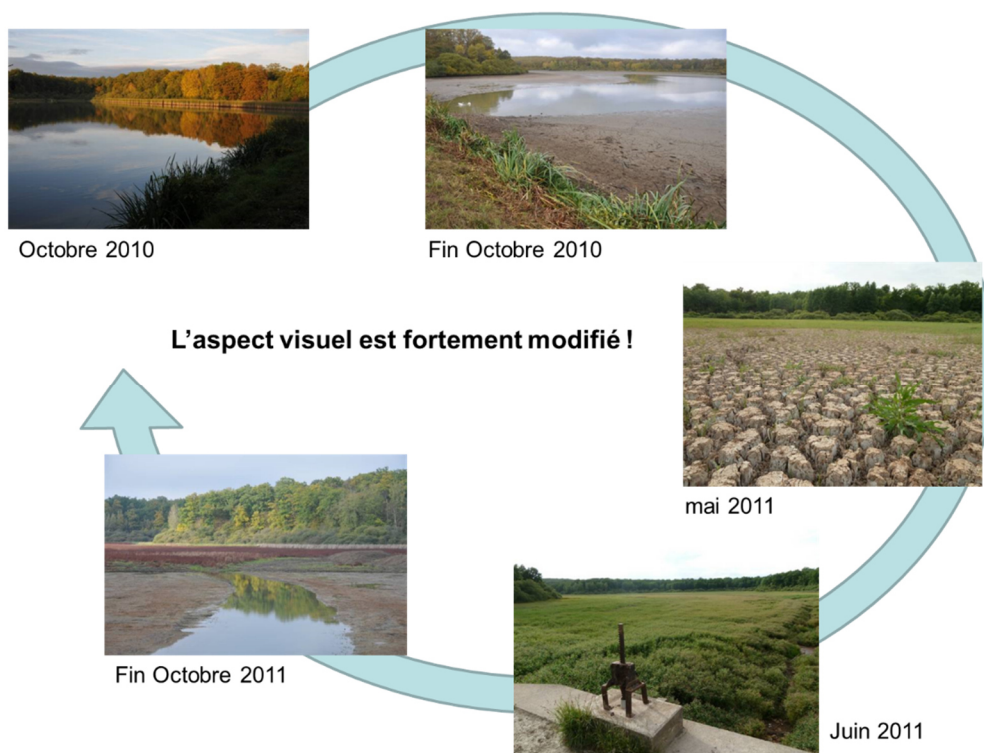 Octobre 2010
Fin Octobre 2010
L'aspect visuel est fortement modifié !
mai 2011
Fin Octobre 2011
Juin 2011